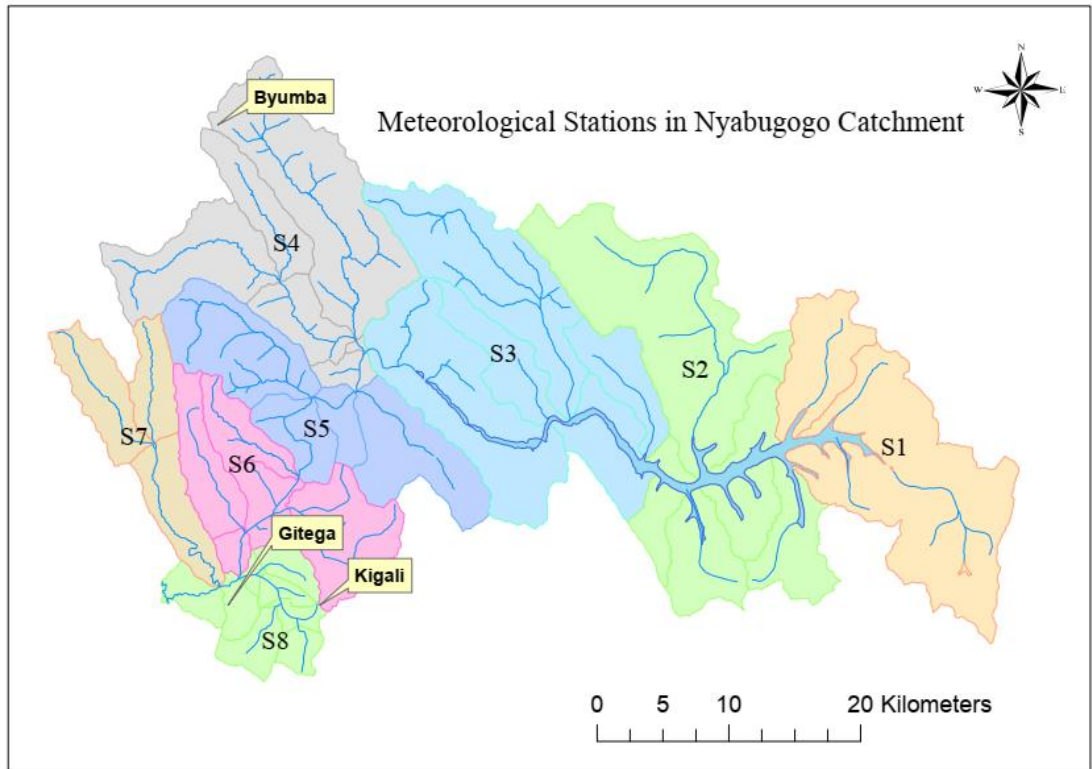 N
W E
S
Byumba
Meteorological Stations in Nyabugogo Catchment
S4
S3
S2
S7
S5
S6
S1
Gitega
Kigali
S8
0 5 10 20 Kilometers